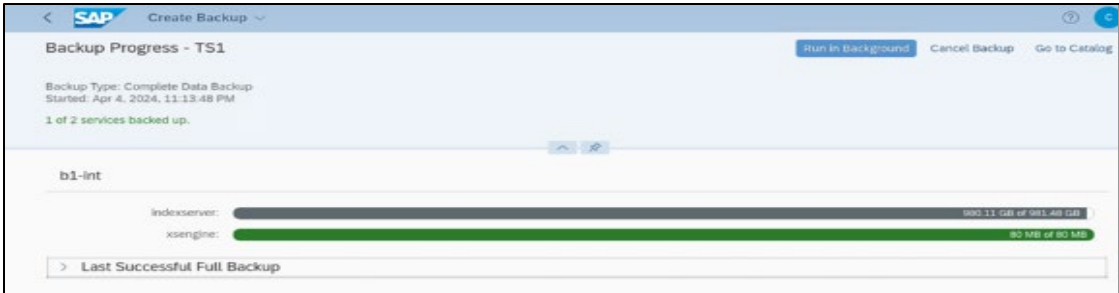 SAP Create Backup
C
Backup Progress - TS1
Run in Background Cancel Backup Go to Catalog
Backup Type: Complete Data Backup
Started: Apr 4, 2024, 11:13:48 PM
1 of 2 services backed up.
b1-int
indexserver: 980.11 GB of 981.48 GB
xsengine: 80 MB of 80 MB
Last Successful Full Backup